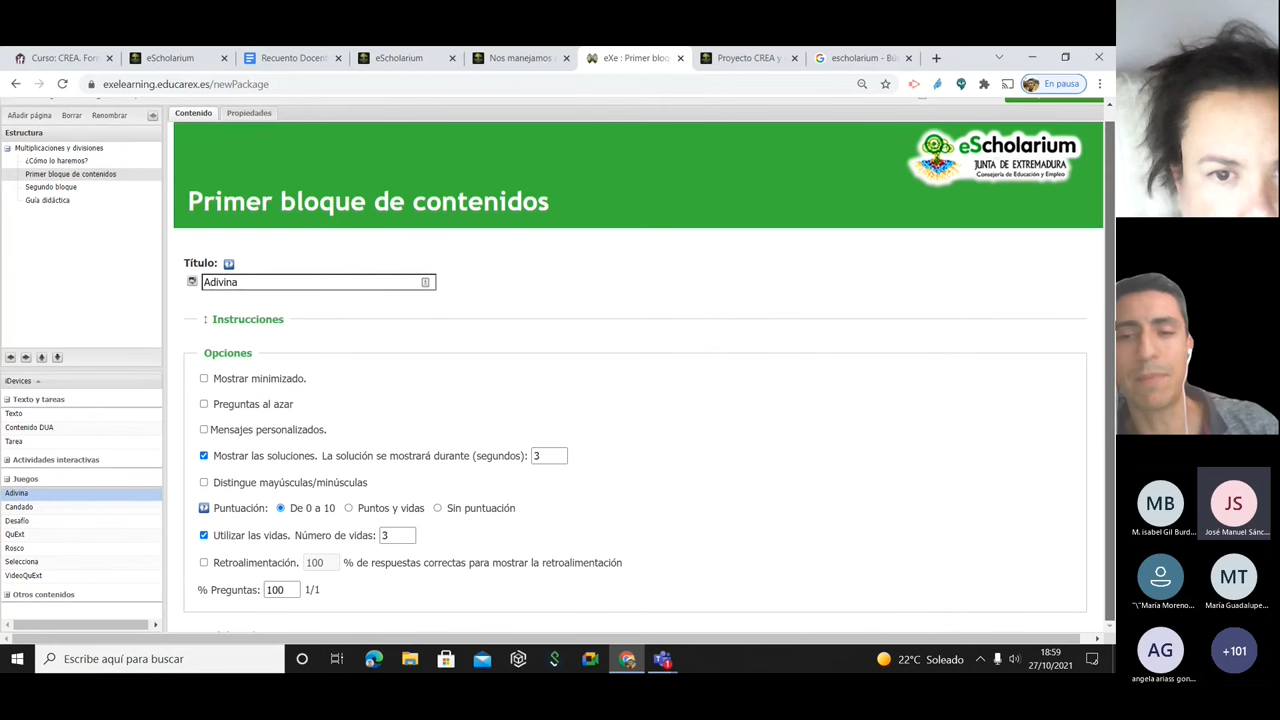 Curso: CREA. For
eScholarium
Recuento Docent
eScholarium
Nos manejamos
eXe : Primer bloq
Proyecto CREA y
escholarium - Bú
exelearning.educarex.es/newPackage
En pausa
Añadir página
Borrar
Renombrar
Estructura
Multiplicaciones y divisiones
¿Cómo lo haremos?
Primer bloque de contenidos
Segundo bloque
Guía didáctica
iDevices
Texto y tareas
Texto
Contenido DUA
Tarea
Actividades interactivas
Juegos
Adivina
Candado
Desafío
QuExt
Rosco
Selecciona
VideoQuExt
Otros contenidos
Contenido
Propiedades
eScholarium
JUNTA DE EXTREMADURA
Consejería de Educación y Empleo
Primer bloque de contenidos
Título:
Adivina
Instrucciones
Opciones
Mostrar minimizado.
Preguntas al azar
Mensajes personalizados.
Mostrar las soluciones. La solución se mostrará durante (segundos): 3
Distingue mayúsculas/minúsculas
Puntuación: De 0 a 10 Puntos y vidas Sin puntuación
Utilizar las vidas. Número de vidas: 3
Retroalimentación. 100 % de respuestas correctas para mostrar la retroalimentación
% Preguntas: 100 1/1
Escribe aquí para buscar
22°C Soleado
18:59
27/10/2021
MB
M. isabel Gil Burd...
JS
José Manuel Sánc...
"\"María Moreno...
MT
María Guadalupe...
AG
angela ariass gon...
+101